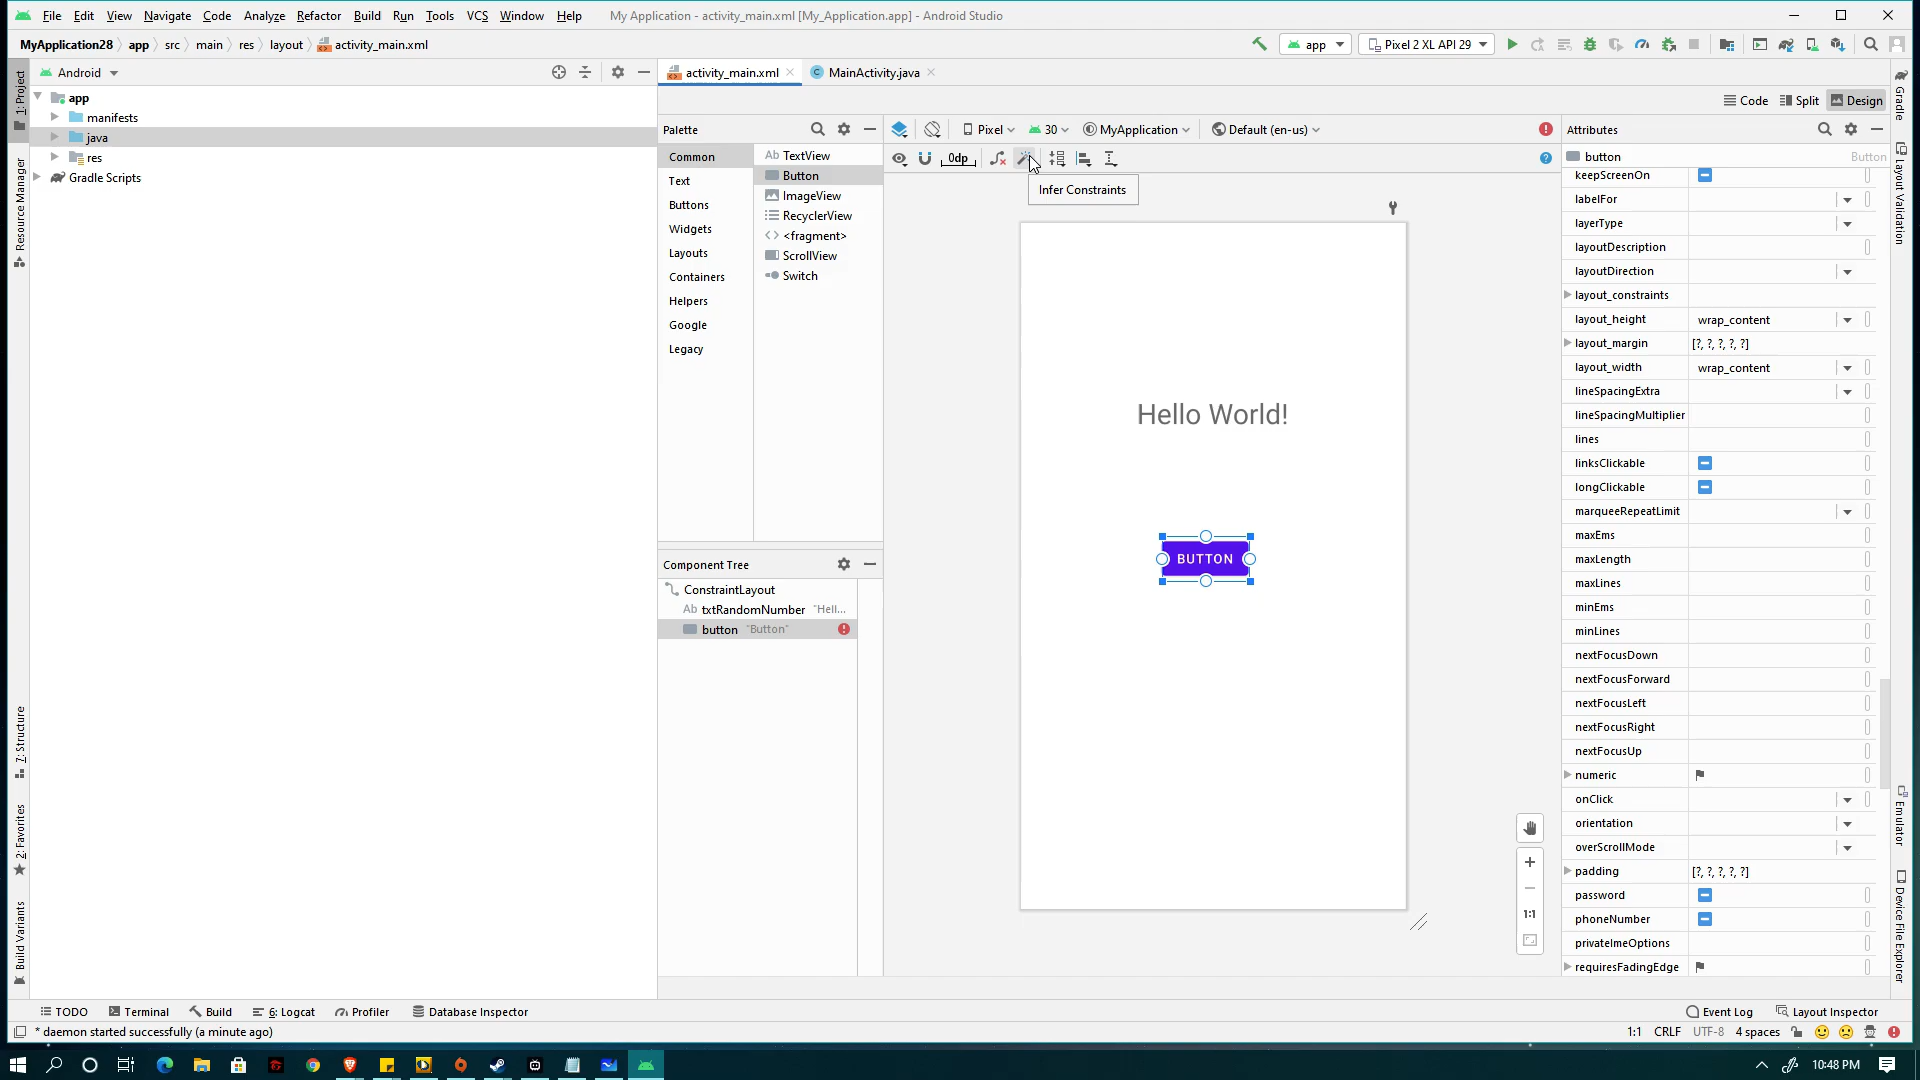 File Edit View Navigate Code Analyze Refactor Build Run Tools VCS Window Help My Application - activity_main.xml [My_Application.app] - Android Studio
MyApplication28 app src main res layout activity_main.xml app Pixel 2 XL API 29
Android
activity_main.xml MainActivity.java
1: Project
Resource Manager
7: Structure
2: Favorites
Build Variants
app
manifests
java
res
Gradle Scripts
Code Split Design
Palette
Common
Text
Buttons
Widgets
Layouts
Containers
Helpers
Google
Legacy
Ab TextView
Button
ImageView
RecyclerView
<fragment>
ScrollView
Switch
Pixel 30 MyApplication Default (en-us)
0dp
Infer Constraints
Hello World!
BUTTON
1:1
Component Tree
ConstraintLayout
Ab txtRandomNumber "Hell...
button "Button"
Attributes
button Button
keepScreenOn
labelFor
layerType
layoutDescription
layoutDirection
layout_constraints
layout_height wrap_content
layout_margin [?, ?, ?, ?, ?]
layout_width wrap_content
lineSpacingExtra
lineSpacingMultiplier
lines
linksClickable
longClickable
marqueeRepeatLimit
maxEms
maxLength
maxLines
minEms
minLines
nextFocusDown
nextFocusForward
nextFocusLeft
nextFocusRight
nextFocusUp
numeric
onClick
orientation
overScrollMode
padding [?, ?, ?, ?, ?]
password
phoneNumber
privateImeOptions
requiresFadingEdge
Gradle
Layout Validation
Emulator
Device File Explorer
TODO Terminal Build 6: Logcat Profiler Database Inspector Event Log Layout Inspector
* daemon started successfully (a minute ago) 1:1 CRLF UTF-8 4 spaces
10:48 PM